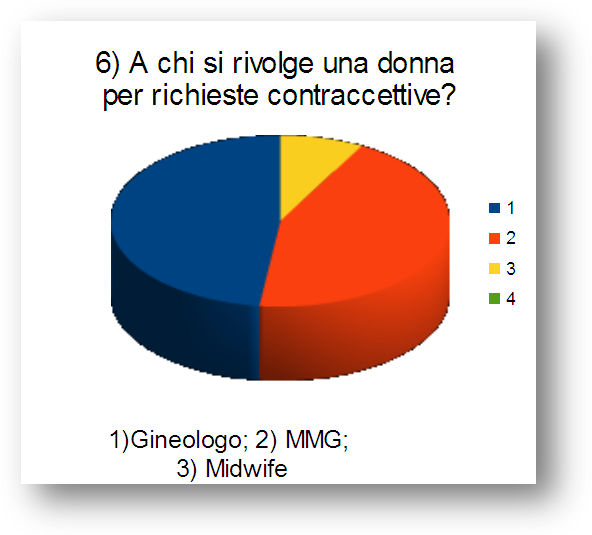 6) A chi si rivolge una donna
per richieste contraccettive?
1
2
3
4
1)Gineologo; 2) MMG;
3) Midwife